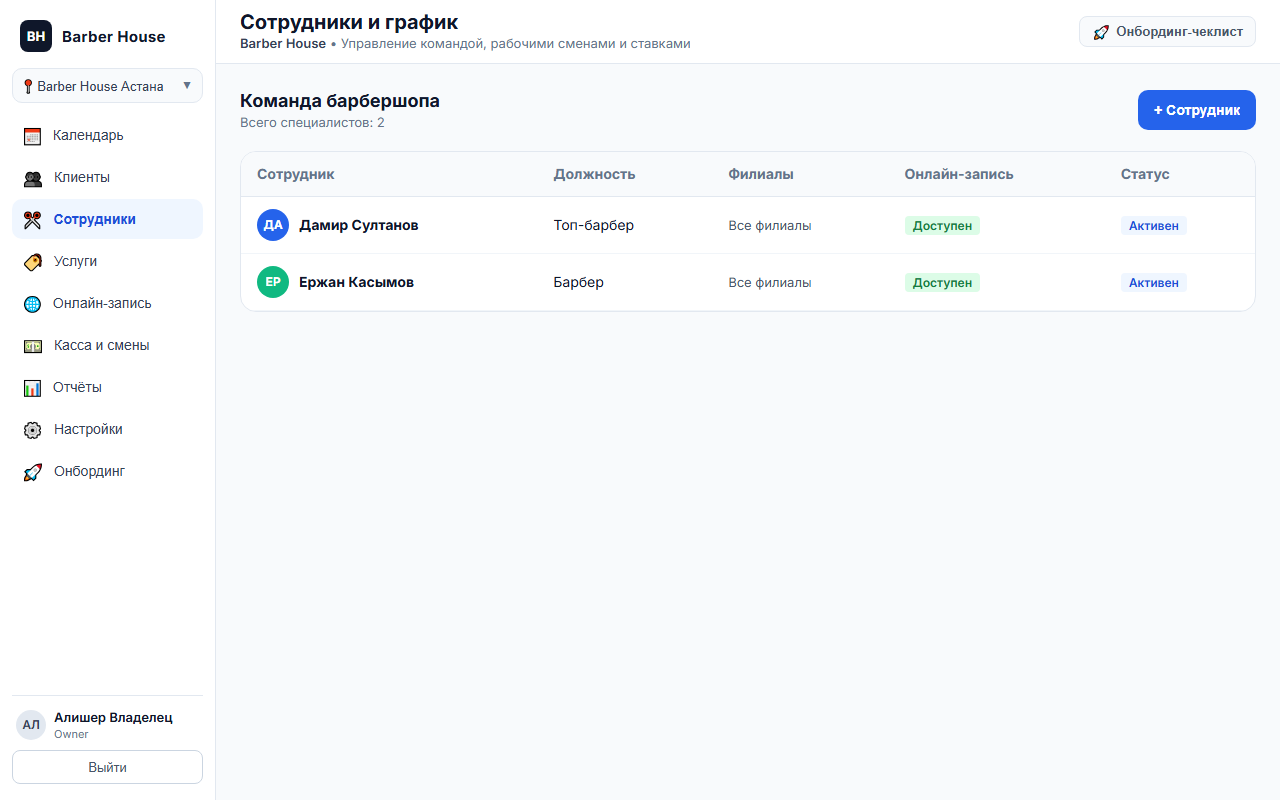 BH Barber House
Barber House Астана ▼
Календарь
Клиенты
Сотрудники
Услуги
Онлайн-запись
Касса и смены
Отчёты
Настройки
Онбординг
АЛ
Алишер Владелец
Owner
Выйти
Сотрудники и график
Barber House • Управление командой, рабочими сменами и ставками
Онбординг-чеклист
Команда барбершопа
Всего специалистов: 2
+ Сотрудник
Сотрудник Должность Филиалы Онлайн-запись Статус
ДА Дамир Султанов Топ-барбер Все филиалы Доступен Активен
ЕР Ержан Касымов Барбер Все филиалы Доступен Активен